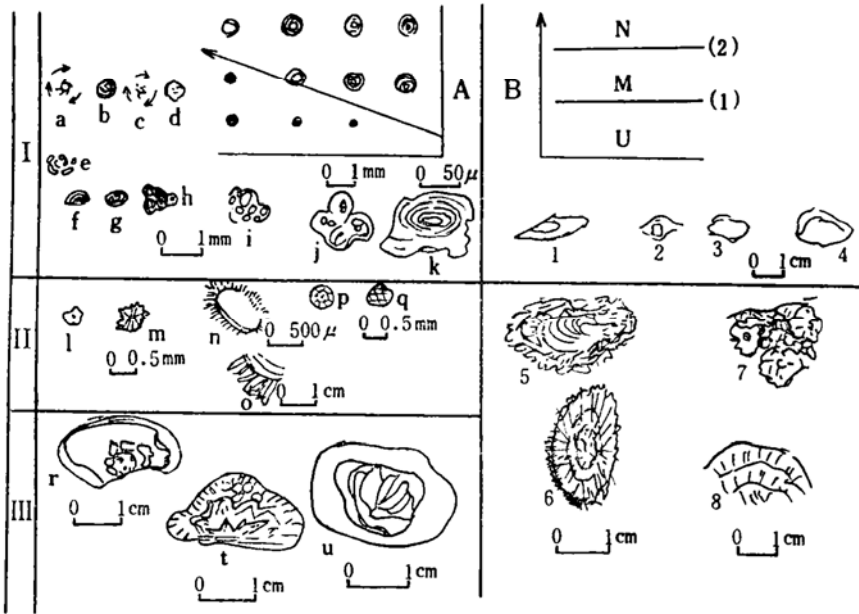 A
B
N
(2)
M
(1)
U
I
a
b
c
d
e
f
g
h
0 1mm
i
0 1mm
j
0 50μ
k
1
2
3
4
0 1cm
II
l
m
0 0.5mm
n
0 500μ
o
0 1cm
p
q
0 0.5mm
5
7
6
8
0 1cm
0 1cm
III
r
0 1cm
t
0 1cm
u
0 1cm